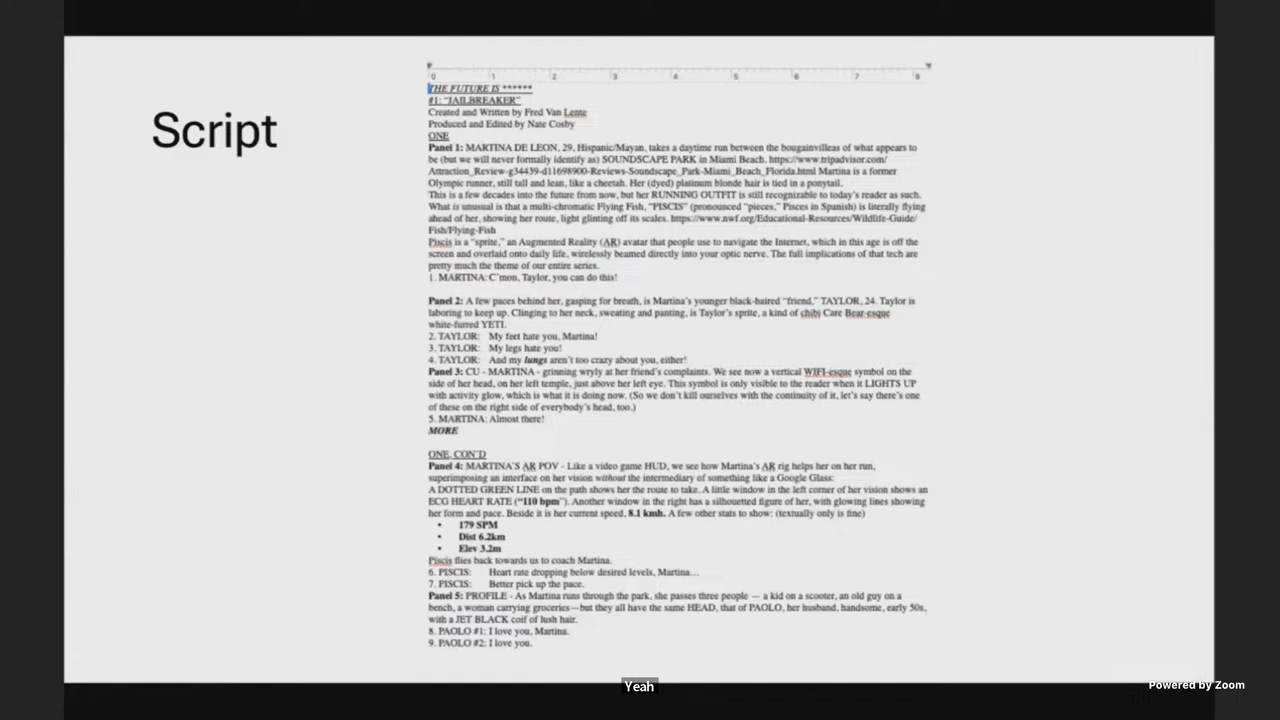 Script
0 1 2 3 4 5 6 7 8
THE FUTURE IS ******
#1: "JAILBREAKER"
Created and Written by Fred Van Lente
Produced and Edited by Nate Cosby
ONE
Panel 1: MARTINA DE LEON, 29, Hispanic/Mayan, takes a daytime run between the bougainvilleas of what appears to
be (but we will never formally identify as) SOUNDSCAPE PARK in Miami Beach. https://www.tripadvisor.com/
Attraction_Review-g34439-d11698900-Reviews-Soundscape_Park-Miami_Beach_Florida.html Martina is a former
Olympic runner, still tall and lean, like a cheetah. Her (dyed) platinum blonde hair is tied in a ponytail.
This is a few decades into the future from now, but her RUNNING OUTFIT is still recognizable to today's reader as such.
What is unusual is that a multi-chromatic Flying Fish, "PISCIS" (pronounced "pieces," Pisces in Spanish) is literally flying
ahead of her, showing her route, light glinting off its scales. https://www.nwf.org/Educational-Resources/Wildlife-Guide/
Fish/Flying-Fish
Piscis is a "sprite," an Augmented Reality (AR) avatar that people use to navigate the Internet, which in this age is off the
screen and overlaid onto daily life, wirelessly beamed directly into your optic nerve. The full implications of that tech are
pretty much the theme of our entire series.
1. MARTINA: C'mon, Taylor, you can do this!
Panel 2: A few paces behind her, gasping for breath, is Martina's younger black-haired "friend," TAYLOR, 24. Taylor is
laboring to keep up. Clinging to her neck, sweating and panting, is Taylor's sprite, a kind of chibi Care Bear-esque
white-furred YETI.
2. TAYLOR: My feet hate you, Martina!
3. TAYLOR: My legs hate you!
4. TAYLOR: And my lungs aren't too crazy about you, either!
Panel 3: CU - MARTINA - grinning wryly at her friend's complaints. We see now a vertical WIFI-esque symbol on the
side of her head, on her left temple, just above her left eye. This symbol is only visible to the reader when it LIGHTS UP
with activity glow, which is what it is doing now. (So we don't kill ourselves with the continuity of it, let's say there's one
of these on the right side of everybody's head, too.)
5. MARTINA: Almost there!
MORE
ONE, CON'D
Panel 4: MARTINA'S AR POV - Like a video game HUD, we see how Martina's AR rig helps her on her run,
superimposing an interface on her vision without the intermediary of something like a Google Glass:
A DOTTED GREEN LINE on the path shows her the route to take. A little window in the left corner of her vision shows an
ECG HEART RATE ("110 bpm"). Another window in the right has a silhouetted figure of her, with glowing lines showing
her form and pace. Beside it is her current speed, 8.1 kmh. A few other stats to show: (textually only is fine)
• 179 SPM
• Dist 6.2km
• Elev 3.2m
Piscis flies back towards us to coach Martina.
6. PISCIS: Heart rate dropping below desired levels, Martina…
7. PISCIS: Better pick up the pace.
Panel 5: PROFILE - As Martina runs through the park, she passes three people — a kid on a scooter, an old guy on a
bench, a woman carrying groceries—but they all have the same HEAD, that of PAOLO, her husband, handsome, early 50s,
with a JET BLACK coif of lush hair.
8. PAOLO #1: I love you, Martina.
9. PAOLO #2: I love you.
Yeah
Powered by Zoom